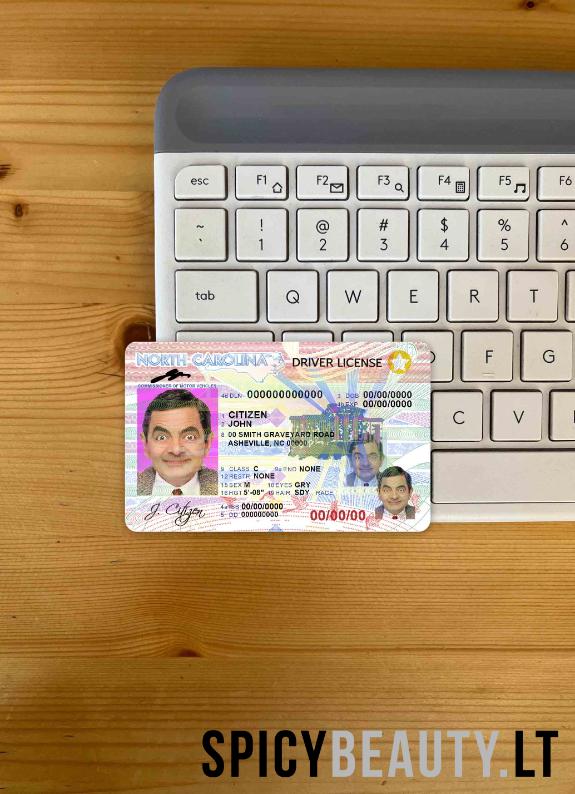 esc F1 F2 F3 F4 F5 F6
~ ` ! 1 @ 2 # 3 $ 4 % 5 ^ 6
tab Q W E R T
D F G
C V
NORTH CAROLINA DRIVER LICENSE
COMMISSIONER OF MOTOR VEHICLES
4d DLN 000000000000 3 DOB 00/00/0000
4b EXP 00/00/0000
1 CITIZEN
2 JOHN
8 00 SMITH GRAVEYARD ROAD
ASHEVILLE, NC 00000
9 CLASS C 9a END NONE
12 RESTR NONE
15 SEX M 18 EYES GRY
16 HGT 5'-08" 19 HAIR SDY RACE
J. Citizen
4a ISS 00/00/0000
5 DD 0000000000
00/00/00
SPICYBEAUTY.LT